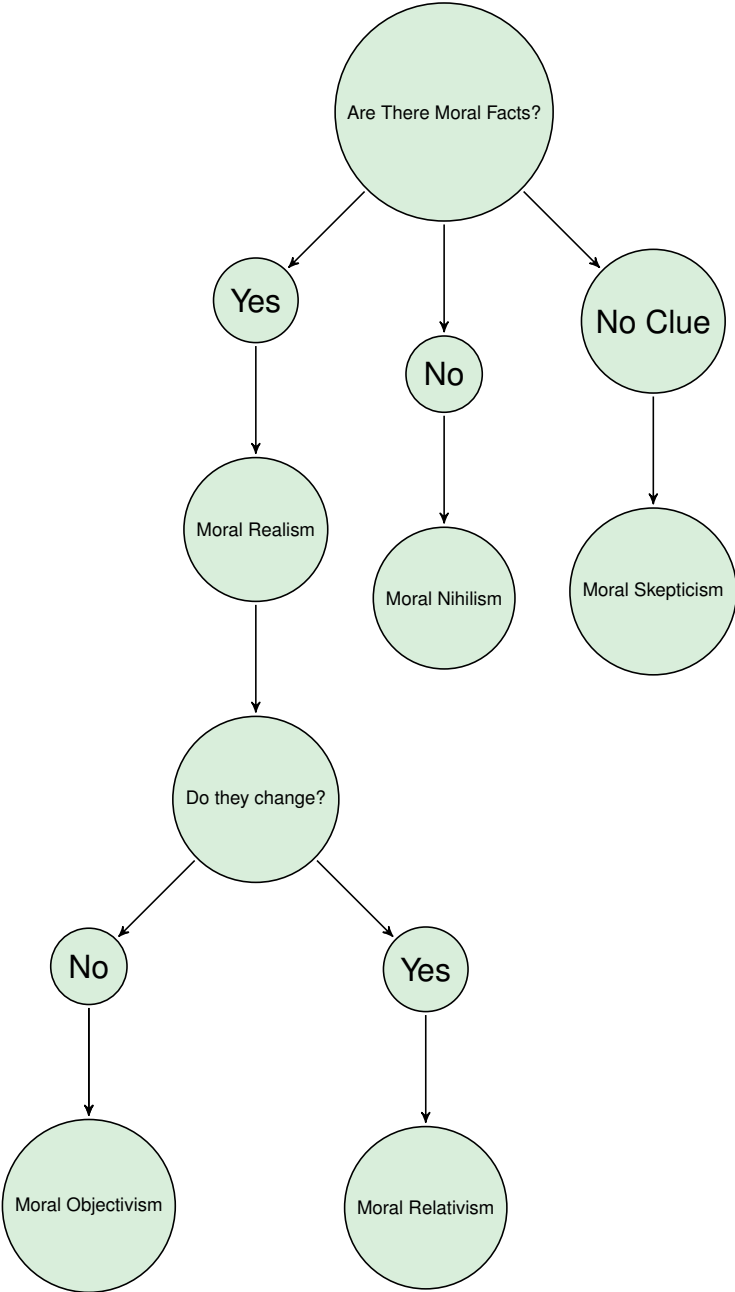 Are There Moral Facts?
Yes
No Clue
No
Moral Realism
Moral Nihilism
Moral Skepticism
Do they change?
No
Yes
Moral Objectivism
Moral Relativism